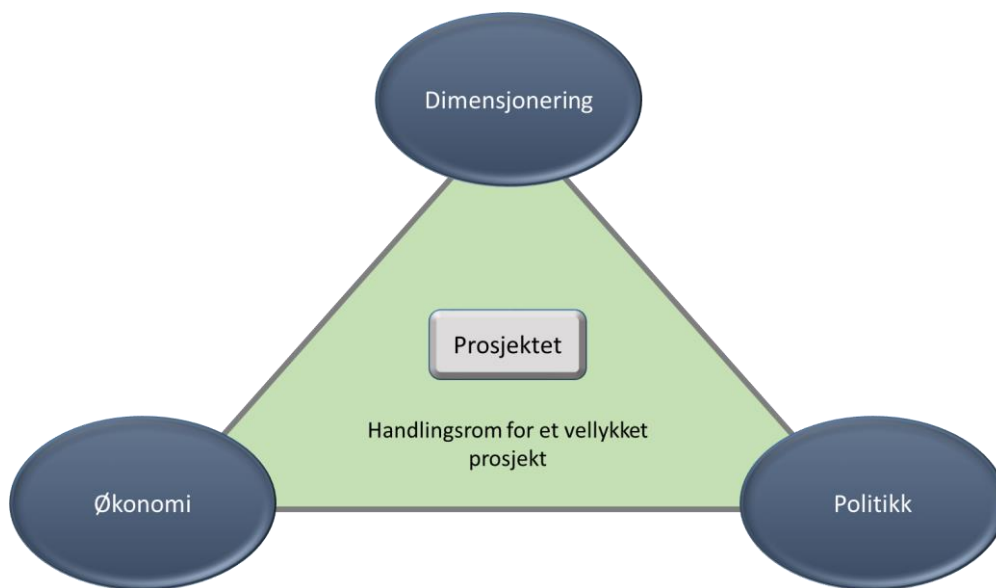 Dimensjonering
Prosjektet
Handlingsrom for et vellykket
prosjekt
Økonomi
Politikk